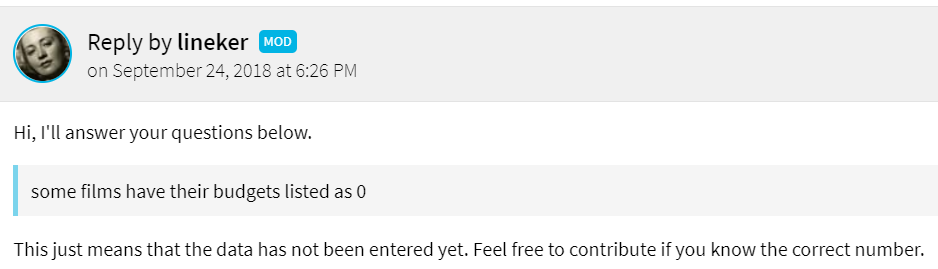 Reply by lineker MOD
on September 24, 2018 at 6:26 PM
Hi, I'll answer your questions below.
some films have their budgets listed as 0
This just means that the data has not been entered yet. Feel free to contribute if you know the correct number.